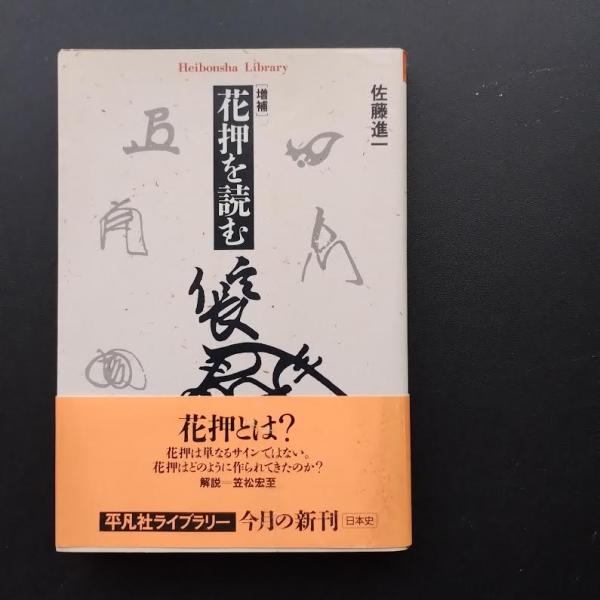 Heibonsha Library
佐藤進一
[増補]
花押を読む
信長
花押とは?
花押は単なるサインではない。
花押はどのように作られてきたのか?
解説=笠松宏至
平凡社ライブラリー 今月の新刊 日本史